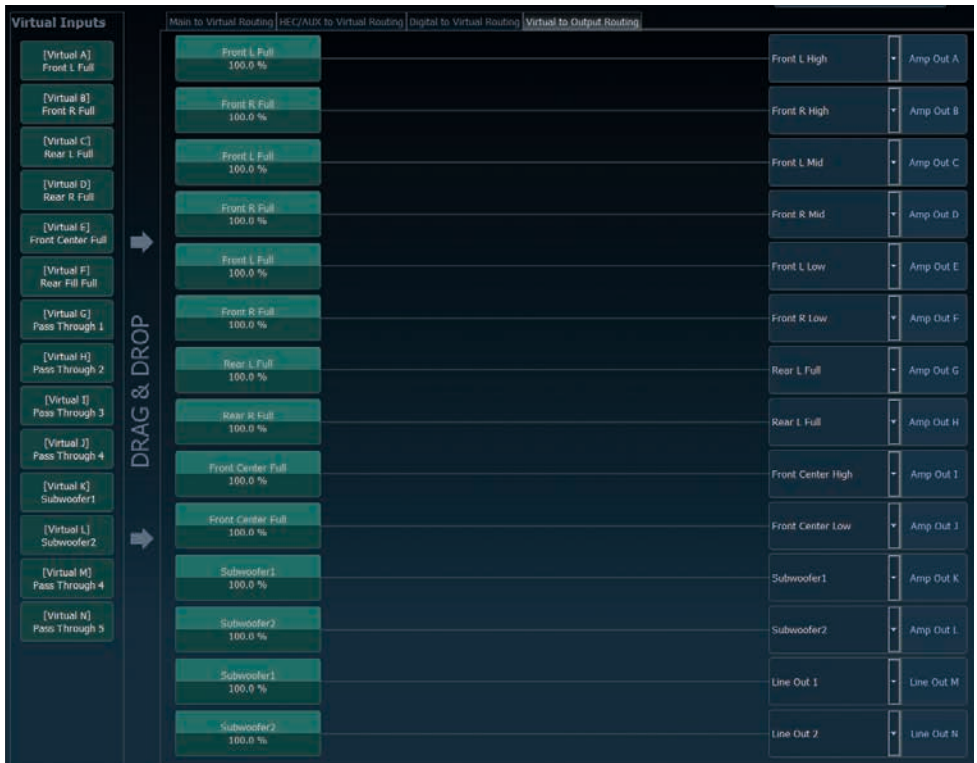 Virtual Inputs
[Virtual A]
Front L Full
[Virtual B]
Front R Full
[Virtual C]
Rear L Full
[Virtual D]
Rear R Full
[Virtual E]
Front Center Full
[Virtual F]
Rear Fill Full
[Virtual G]
Pass Through 1
[Virtual H]
Pass Through 2
[Virtual I]
Pass Through 3
[Virtual J]
Pass Through 4
[Virtual K]
Subwoofer1
[Virtual L]
Subwoofer2
[Virtual M]
Pass Through 4
[Virtual N]
Pass Through 5
DRAG & DROP
Main to Virtual Routing HEC/AUX to Virtual Routing Digital to Virtual Routing Virtual to Output Routing
Front L Full
100.0 %
Front L High Amp Out A
Front R Full
100.0 %
Front R High Amp Out B
Front L Full
100.0 %
Front L Mid Amp Out C
Front R Full
100.0 %
Front R Mid Amp Out D
Front L Full
100.0 %
Front L Low Amp Out E
Front R Full
100.0 %
Front R Low Amp Out F
Rear L Full
100.0 %
Rear L Full Amp Out G
Rear R Full
100.0 %
Rear L Full Amp Out H
Front Center Full
100.0 %
Front Center High Amp Out I
Front Center Full
100.0 %
Front Center Low Amp Out J
Subwoofer1
100.0 %
Subwoofer1 Amp Out K
Subwoofer2
100.0 %
Subwoofer2 Amp Out L
Subwoofer1
100.0 %
Line Out 1 Line Out M
Subwoofer2
100.0 %
Line Out 2 Line Out N